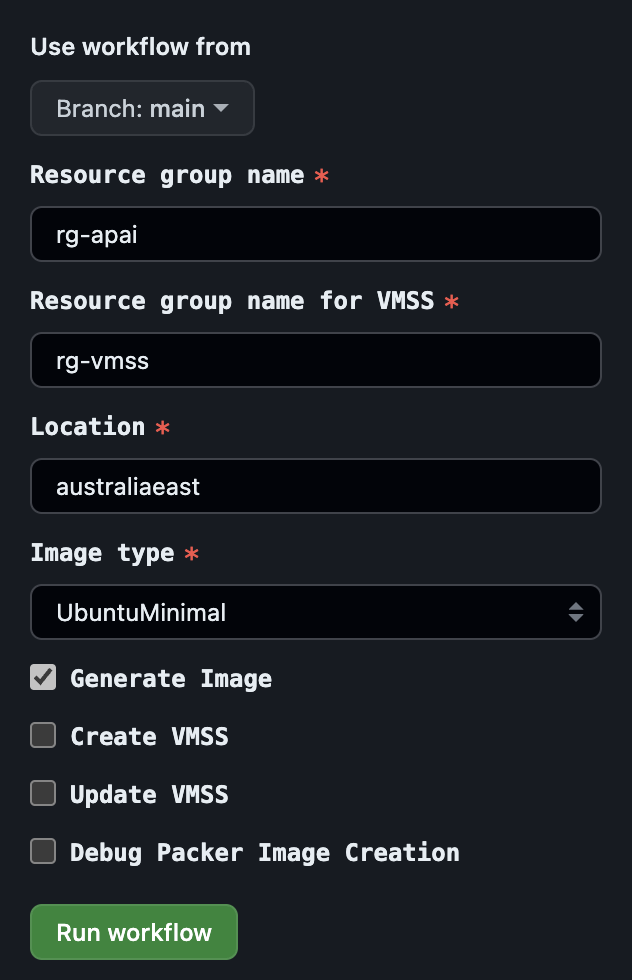 Use workflow from
Branch: main
Resource group name *
rg-apai
Resource group name for VMSS *
rg-vmss
Location *
australiaeast
Image type *
UbuntuMinimal
Generate Image
Create VMSS
Update VMSS
Debug Packer Image Creation
Run workflow